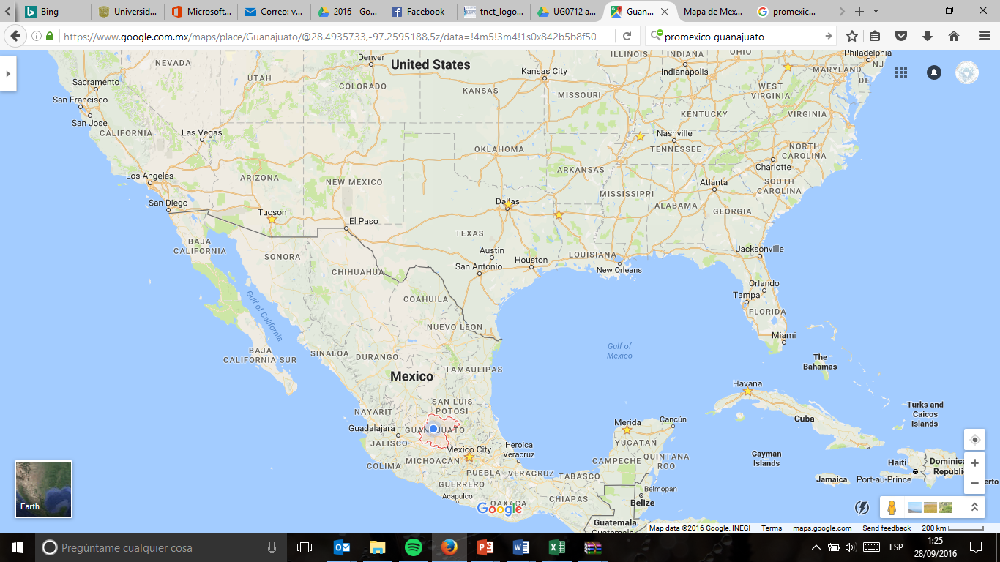 Bing
Universid...
Microsoft...
Correo: v...
2016 - Go...
Facebook
tnct_logo...
UG0712 a...
Guan...
Mapa de Mex...
promexic...
https://www.google.com.mx/maps/place/Guanajuato/@28.4935733,-97.2595188,5z/data=!4m5!3m4!1s0x842b5b8f50
promexico guanajuato
NEVADA
UTAH
Denver
COLORADO
United States
KANSAS
Kansas City
MISSOURI
ILLINOIS
INDIANA
Indianapolis
OHIO
WEST
VIRGINIA
Philadelphia
MARYLAND
NJ
DE
Sacramento
San Francisco
San Jose
CALIFORNIA
Las Vegas
KENTUCKY
VIRGINIA
Nashville
TENNESSEE
OKLAHOMA
ARKANSAS
NORTH
CAROLINA
Charlotte
Los Angeles
ARIZONA
NEW MEXICO
MISSISSIPPI
Atlanta
SOUTH
CAROLINA
San Diego
Tucson
El Paso
Dallas
ALABAMA
GEORGIA
BAJA
CALIFORNIA
SONORA
TEXAS
Austin
San Antonio
Houston
LOUISIANA
New Orleans
Jacksonville
CHIHUAHUA
COAHUILA
Gulf of California
Orlando
Tampa
FLORIDA
NUEVO LEON
Miami
Gulf of
Mexico
BAJA
CALIFORNIA SUR
SINALOA
DURANGO
The
Bahamas
Mexico
TAMAULIPAS
Havana
SAN LUIS
POTOSI
NAYARIT
Turks and
Caicos
Islands
Guadalajara
GUANAJUATO
Merida
Cancún
Cuba
JALISCO
Mexico City
Heroica
Veracruz
YUCATAN
COLIMA
MICHOACÁN
CAMPECHE
QUINTANA
ROO
Cayman
Islands
Haiti
Dominica
Republi
PUEBLA
VERACRUZ
TABASCO
Jamaica
Port-au-Prince
erto
GUERRERO
Acapulco
OAXACA
CHIAPAS
Belmopan
Belize
Guatemala
Guatemala
Google
Earth
Map data ©2016 Google, INEGI
Terms
maps.google.com
Send feedback
200 km
Pregúntame cualquier cosa
ESP
1:25
28/09/2016